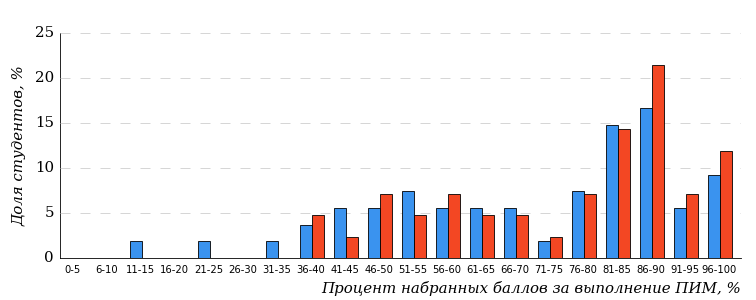 25
20
15
10
5
0
Доля студентов, %
0-5 6-10 11-15 16-20 21-25 26-30 31-35 36-40 41-45 46-50 51-55 56-60 61-65 66-70 71-75 76-80 81-85 86-90 91-95 96-100
Процент набранных баллов за выполнение ПИМ, %